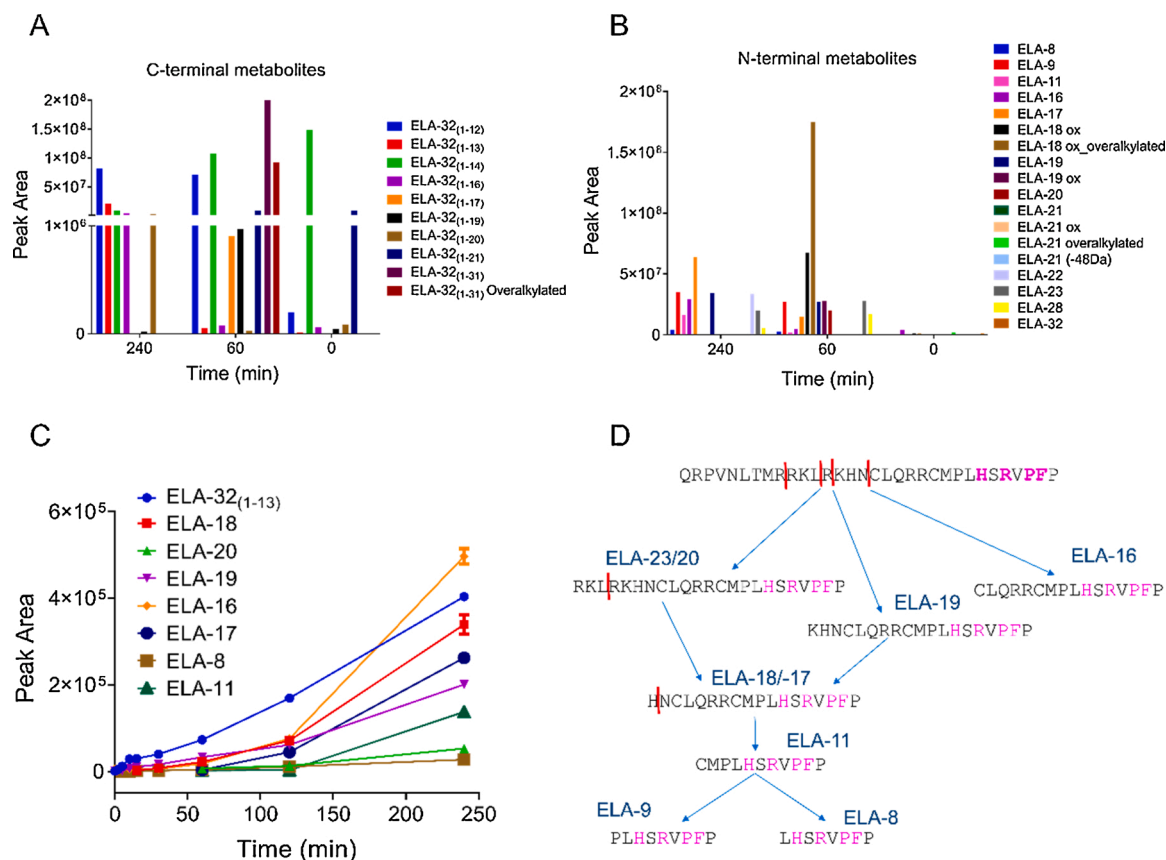 A
C-terminal metabolites
2×10⁸
1.5×10⁸
1×10⁸
5×10⁷
1×10⁶
0
Peak Area
240
60
0
Time (min)
ELA-32(1-12)
ELA-32(1-13)
ELA-32(1-14)
ELA-32(1-16)
ELA-32(1-17)
ELA-32(1-19)
ELA-32(1-20)
ELA-32(1-21)
ELA-32(1-31)
ELA-32(1-31) Overalkylated
B
N-terminal metabolites
2×10⁸
1.5×10⁸
1×10⁸
5×10⁷
0
Peak Area
240
60
0
Time (min)
ELA-8
ELA-9
ELA-11
ELA-16
ELA-17
ELA-18 ox
ELA-18 ox_overalkylated
ELA-19
ELA-19 ox
ELA-20
ELA-21
ELA-21 ox
ELA-21 overalkylated
ELA-21 (-48Da)
ELA-22
ELA-23
ELA-28
ELA-32
C
6×10⁵
4×10⁵
2×10⁵
0
Peak Area
0
50
100
150
200
250
Time (min)
ELA-32(1-13)
ELA-18
ELA-20
ELA-19
ELA-16
ELA-17
ELA-8
ELA-11
D
QRPVNLTMRRKLRKHNCLQRRCMPLHSRVPFP
ELA-23/20
RKLRKHNCLQRRCMPLHSRVPFP
ELA-16
CLQRRCMPLHSRVPFP
ELA-19
KHNCLQRRCMPLHSRVPFP
ELA-18/-17
HNCLQRRCMPLHSRVPFP
ELA-11
CMPLHSRVPFP
ELA-9
PLHSRVPFP
ELA-8
LHSRVPFP